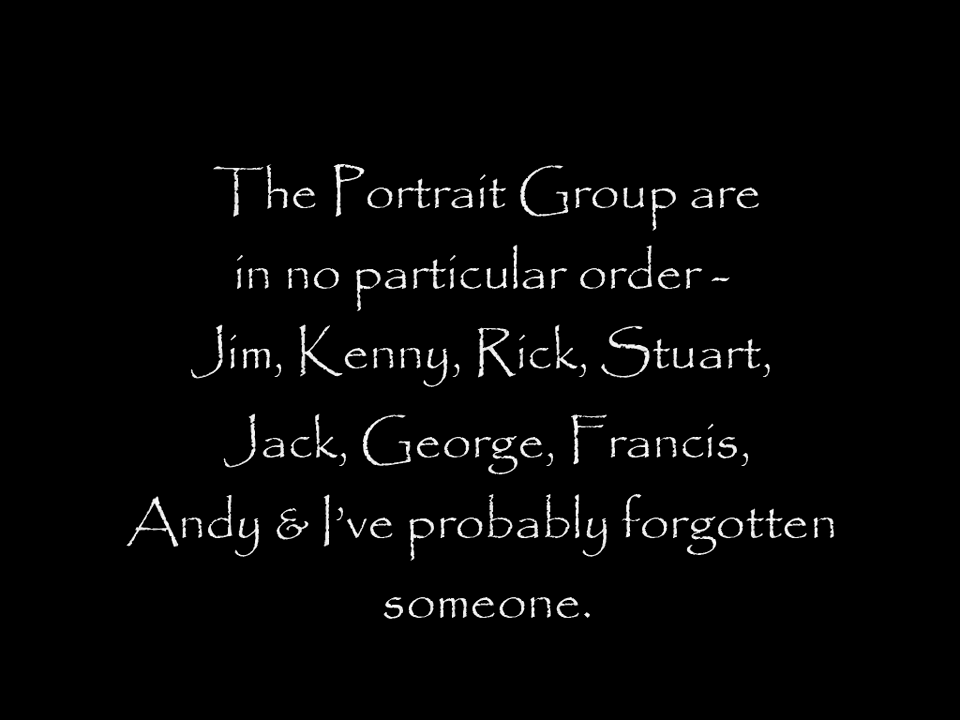 The Portrait Group are
in no particular order -
Jim, Kenny, Rick, Stuart,
Jack, George, Francis,
Andy & I've probably forgotten
someone.